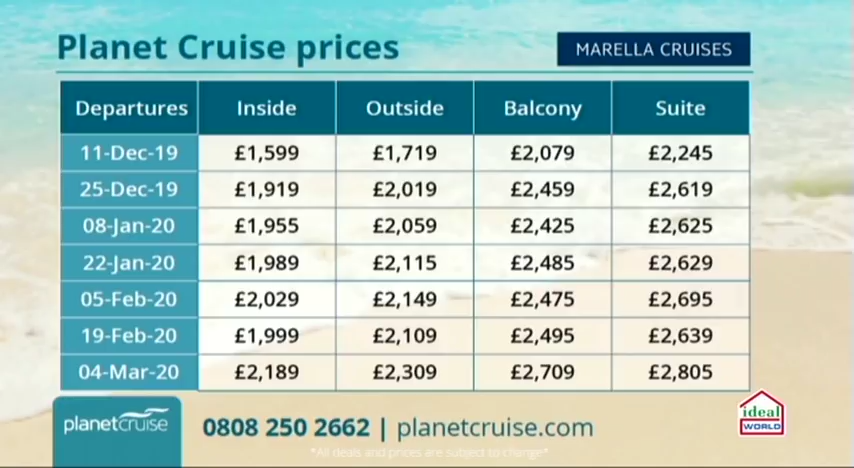 Planet Cruise prices
MARELLA CRUISES
Departures Inside Outside Balcony Suite
11-Dec-19 £1,599 £1,719 £2,079 £2,245
25-Dec-19 £1,919 £2,019 £2,459 £2,619
08-Jan-20 £1,955 £2,059 £2,425 £2,625
22-Jan-20 £1,989 £2,115 £2,485 £2,629
05-Feb-20 £2,029 £2,149 £2,475 £2,695
19-Feb-20 £1,999 £2,109 £2,495 £2,639
04-Mar-20 £2,189 £2,309 £2,709 £2,805
planetcruise
0808 250 2662 | planetcruise.com
ideal
WORLD
*All deals and prices are subject to change*